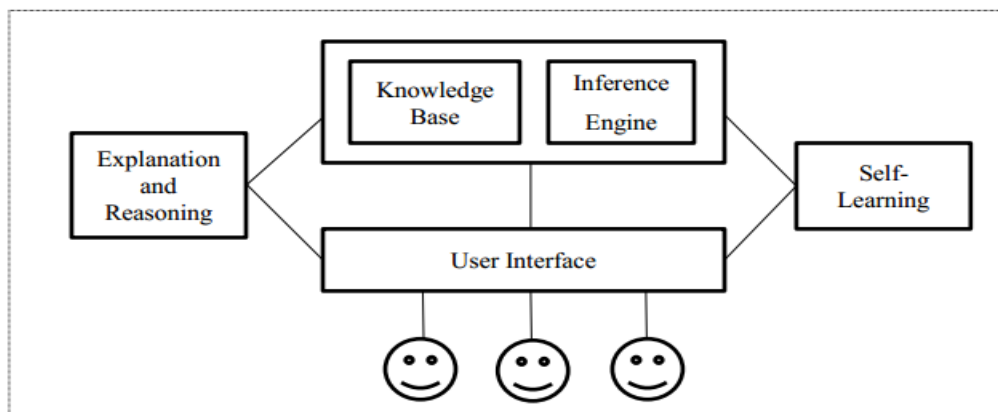 Knowledge
Base
Inference
Engine
Explanation
and
Reasoning
Self-
Learning
User Interface